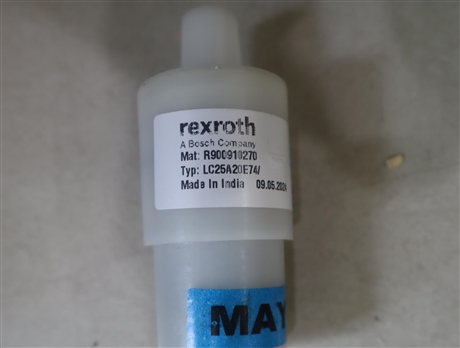 rexroth
A Bosch Company
Mat: R900910270
Typ: LC25A20E74/
Made In India 09.05.2024
MAY